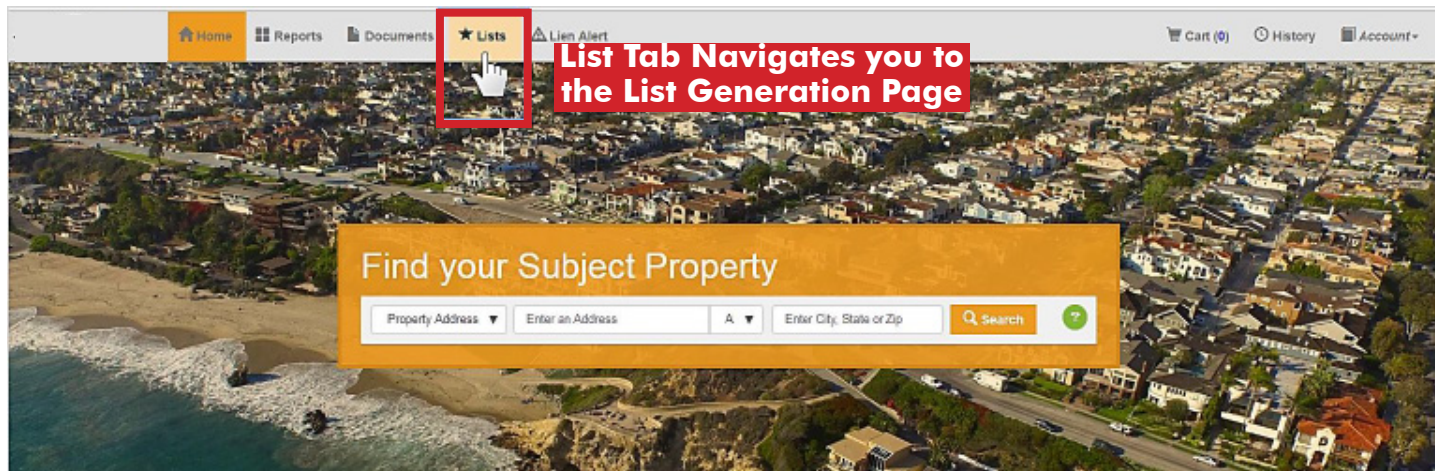 Home Reports Documents Lists Lien Alert Cart (0) History Account
List Tab Navigates you to
the List Generation Page
Find your Subject Property
Property Address Enter an Address A Enter City, State or Zip Search ?